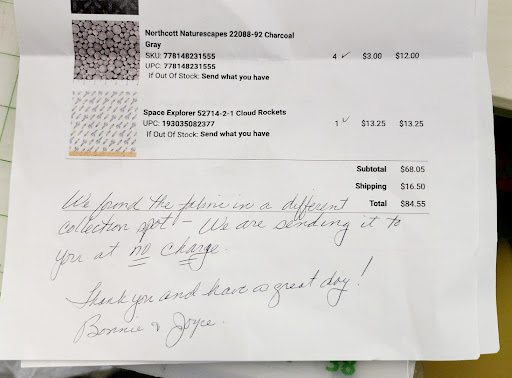 Northcott Naturescapes 22088-92 Charcoal
Gray
SKU: 778148231555 4 ✓ $3.00 $12.00
UPC: 778148231555
If Out Of Stock: Send what you have
Space Explorer 52714-2-1 Cloud Rockets
UPC: 193035082377 1 ✓ $13.25 $13.25
If Out Of Stock: Send what you have
Subtotal $68.05
Shipping $16.50
Total $84.55
We found the fabric in a different
collection spot - We are sending it to
you at no charge.
Thank you and have a great day!
Bonnie & Joyce.
38